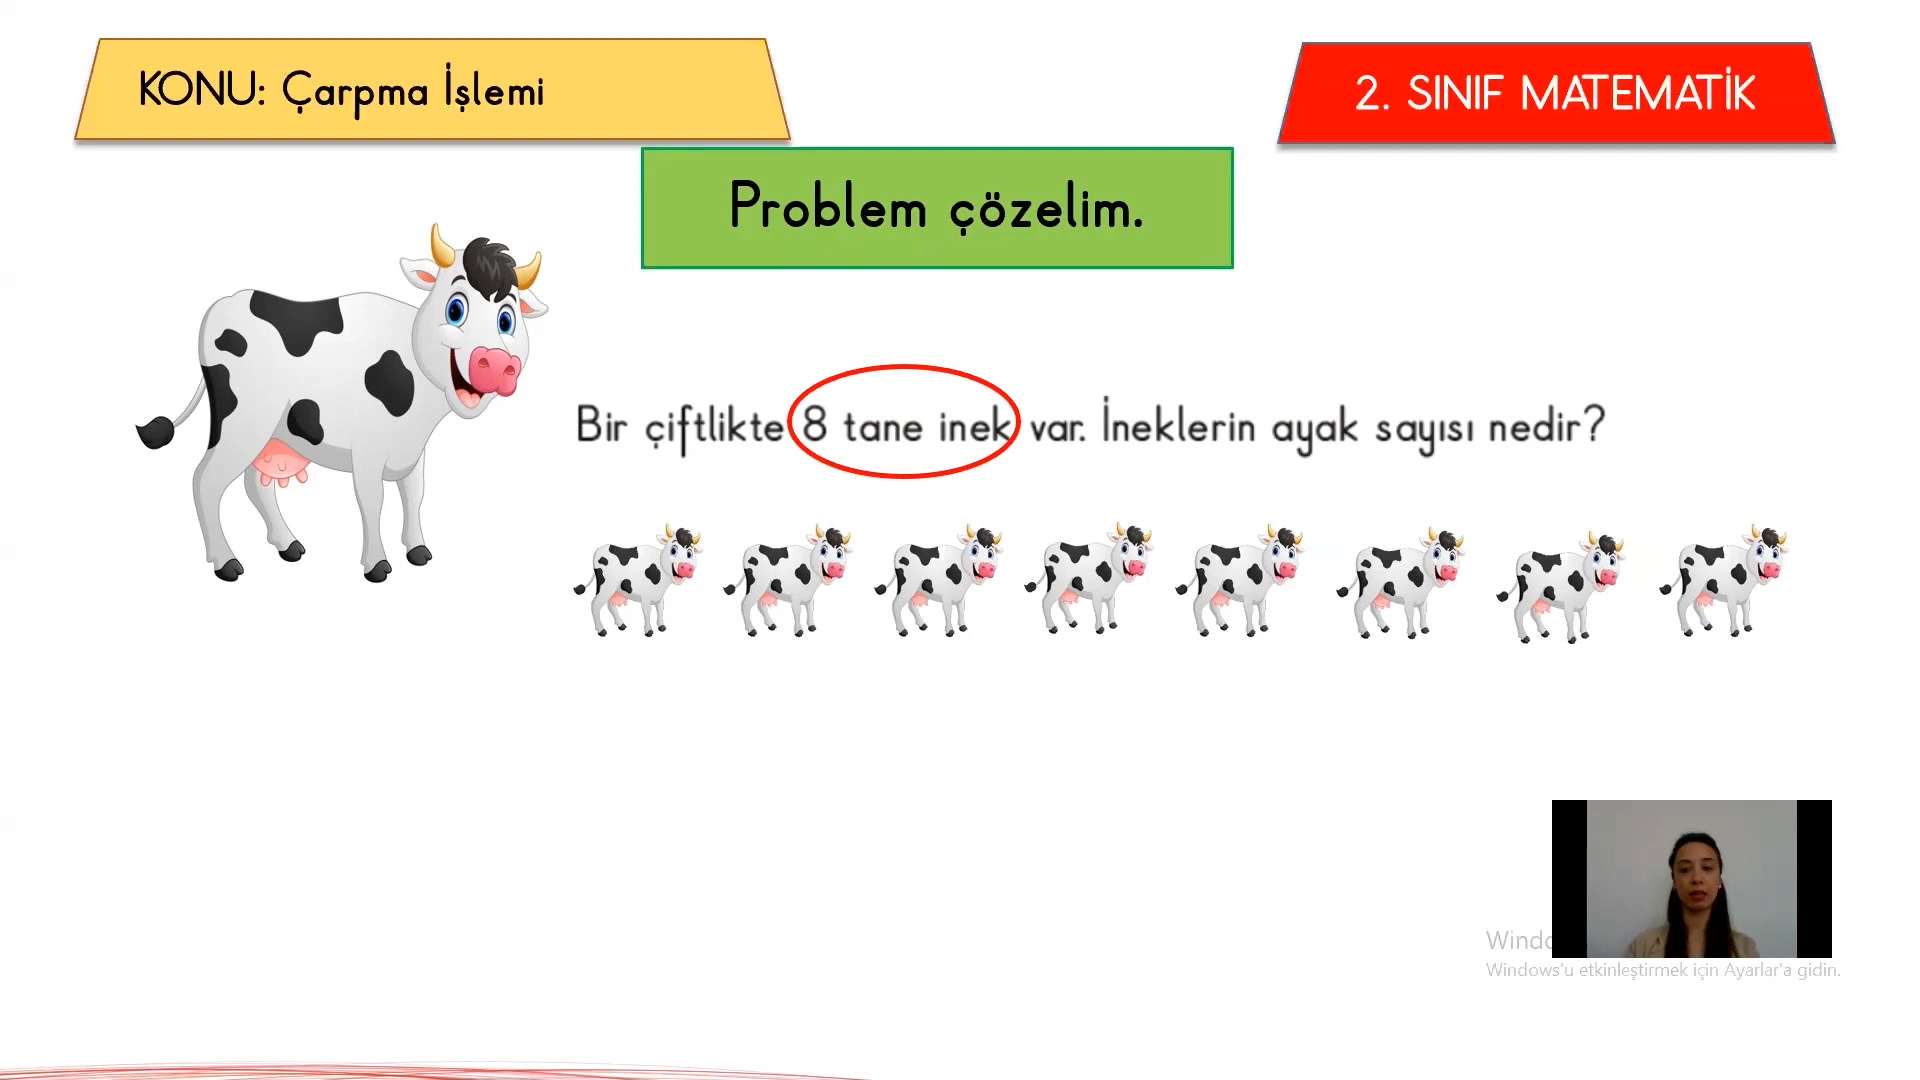 KONU: Çarpma İşlemi
2. SINIF MATEMATİK
Problem çözelim.
Bir çiftlikte 8 tane inek var. İneklerin ayak sayısı nedir?
Windows'u etkinleştirmek için Ayarlar'a gidin.